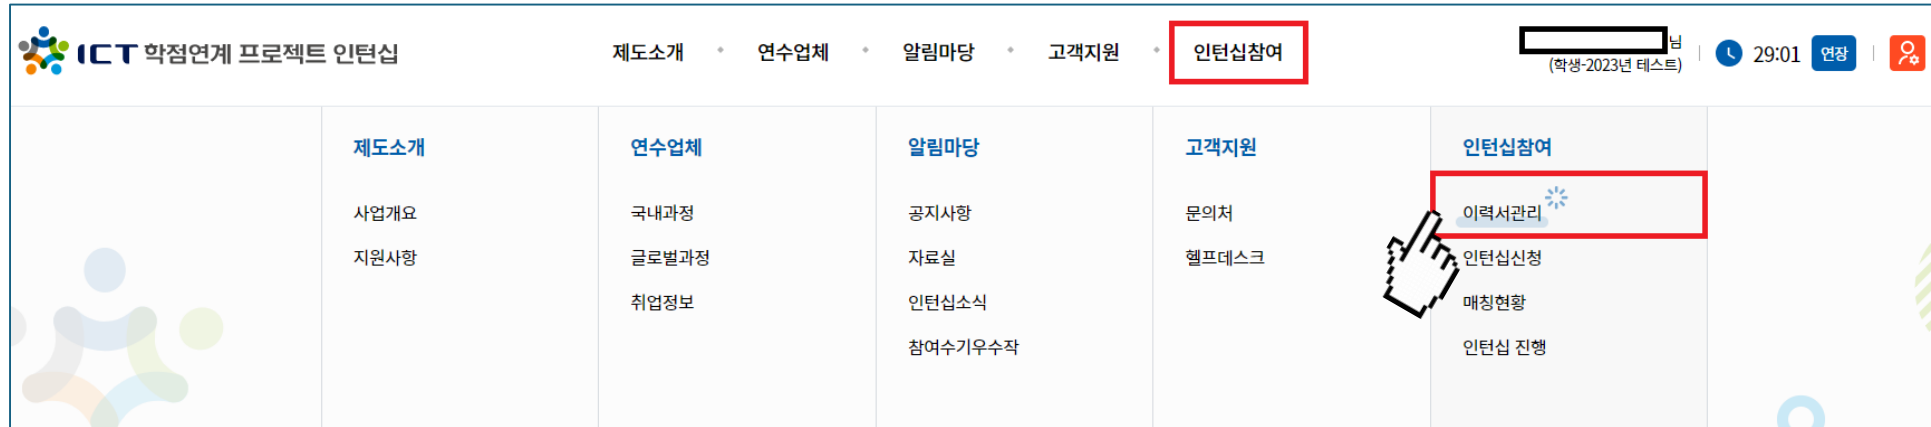 ICT 학점연계 프로젝트 인턴십
제도소개 연수업체 알림마당 고객지원 인턴십참여
님
(학생-2023년 테스트)
29:01 연장
제도소개
사업개요
지원사항
연수업체
국내과정
글로벌과정
취업정보
알림마당
공지사항
자료실
인턴십소식
참여수기우수작
고객지원
문의처
헬프데스크
인턴십참여
이력서관리
인턴십신청
매칭현황
인턴십 진행